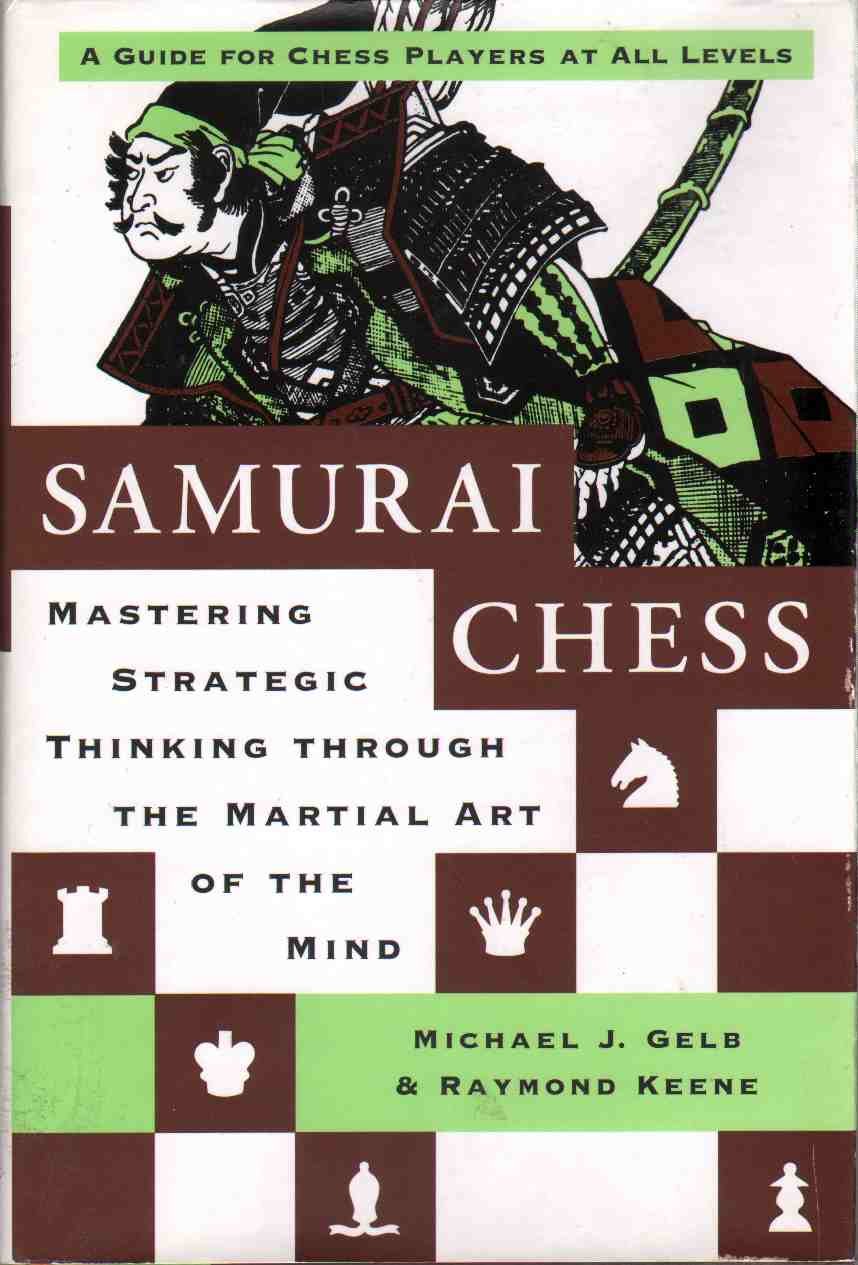 A GUIDE FOR CHESS PLAYERS AT ALL LEVELS
SAMURAI
CHESS
MASTERING
STRATEGIC
THINKING THROUGH
THE MARTIAL ART
OF THE
MIND
MICHAEL J. GELB
& RAYMOND KEENE